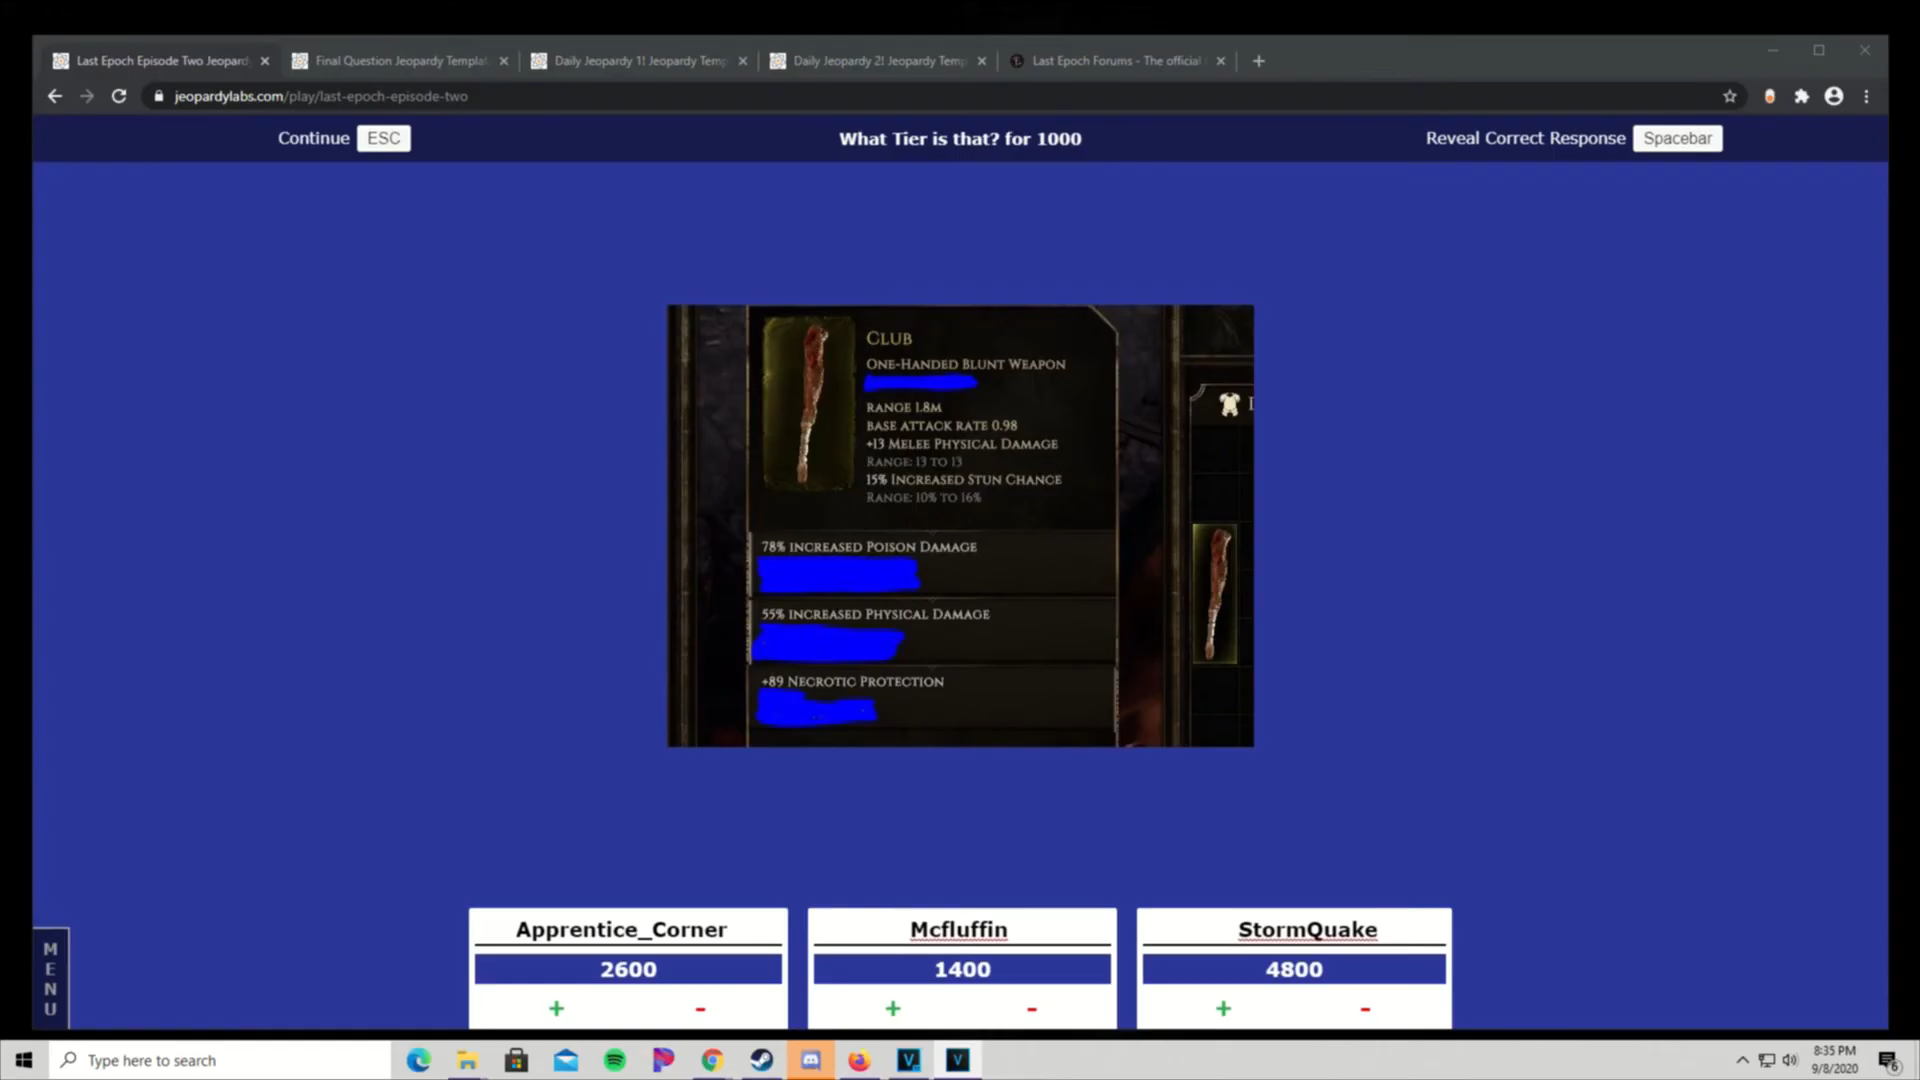 Last Epoch Episode Two Jeopard
Final Question Jeopardy Templat
Daily Jeopardy 1! Jeopardy Temp
Daily Jeopardy 2! Jeopardy Temp
Last Epoch Forums - The official
jeopardylabs.com/play/last-epoch-episode-two
Continue ESC
What Tier is that? for 1000
Reveal Correct Response Spacebar
CLUB
ONE-HANDED BLUNT WEAPON
RANGE 1.8M
BASE ATTACK RATE 0.98
+13 MELEE PHYSICAL DAMAGE
RANGE: 13 TO 13
15% INCREASED STUN CHANCE
RANGE: 10% TO 16%
78% INCREASED POISON DAMAGE
55% INCREASED PHYSICAL DAMAGE
+89 NECROTIC PROTECTION
MENU
Apprentice_Corner
2600
+ -
Mcfluffin
1400
+ -
StormQuake
4800
+ -
Type here to search
8:35 PM
9/8/2020
6